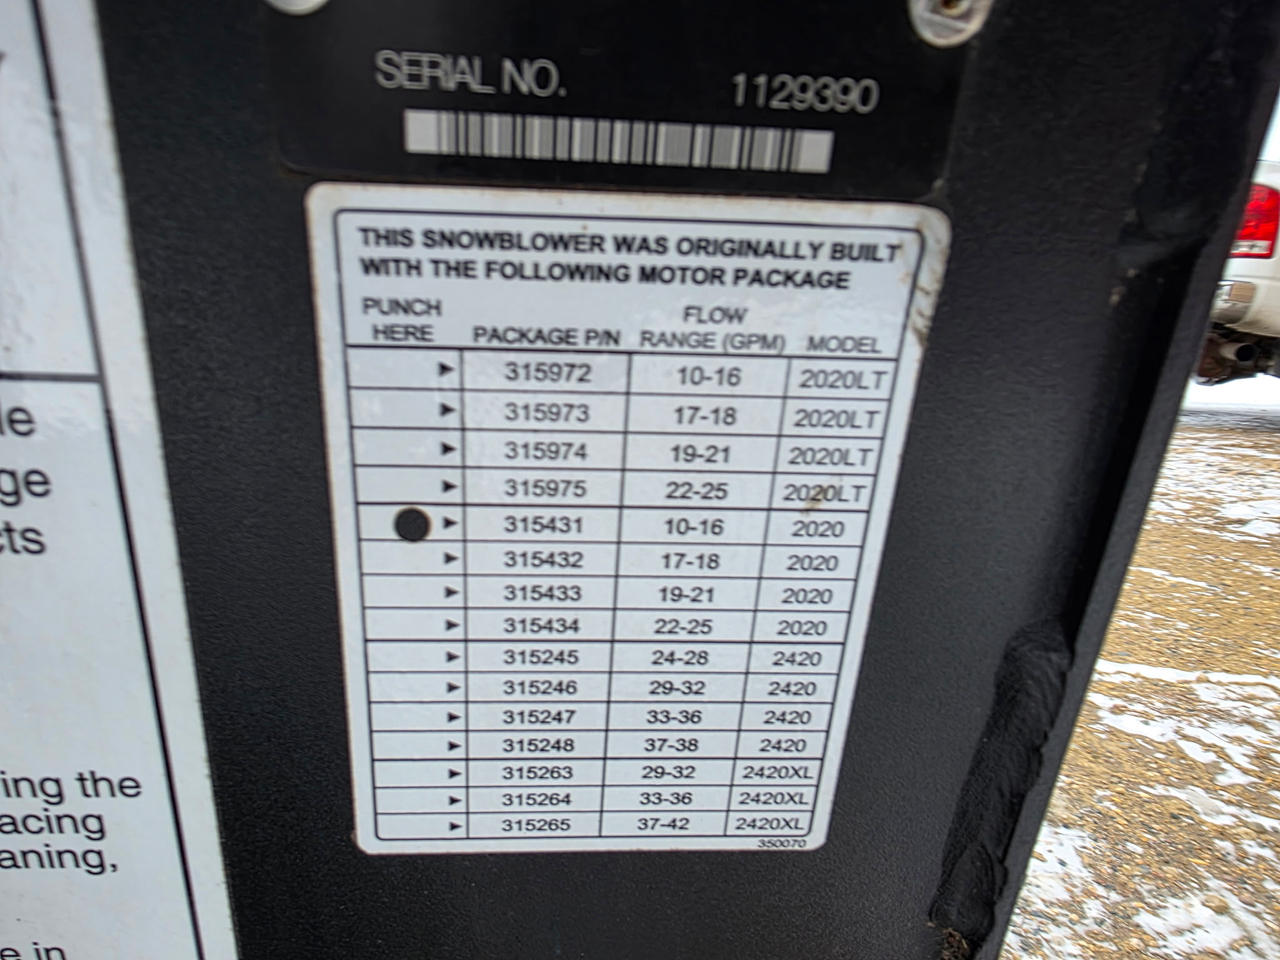 SERIAL NO. 1129390
THIS SNOWBLOWER WAS ORIGINALLY BUILT
WITH THE FOLLOWING MOTOR PACKAGE
PUNCH HERE PACKAGE P/N FLOW RANGE (GPM) MODEL
315972 10-16 2020LT
315973 17-18 2020LT
315974 19-21 2020LT
315975 22-25 2020LT
315431 10-16 2020
315432 17-18 2020
315433 19-21 2020
315434 22-25 2020
315245 24-28 2420
315246 29-32 2420
315247 33-36 2420
315248 37-38 2420
315263 29-32 2420XL
315264 33-36 2420XL
315265 37-42 2420XL
350070
le
ge
cts
ing the
acing
aning,
e in